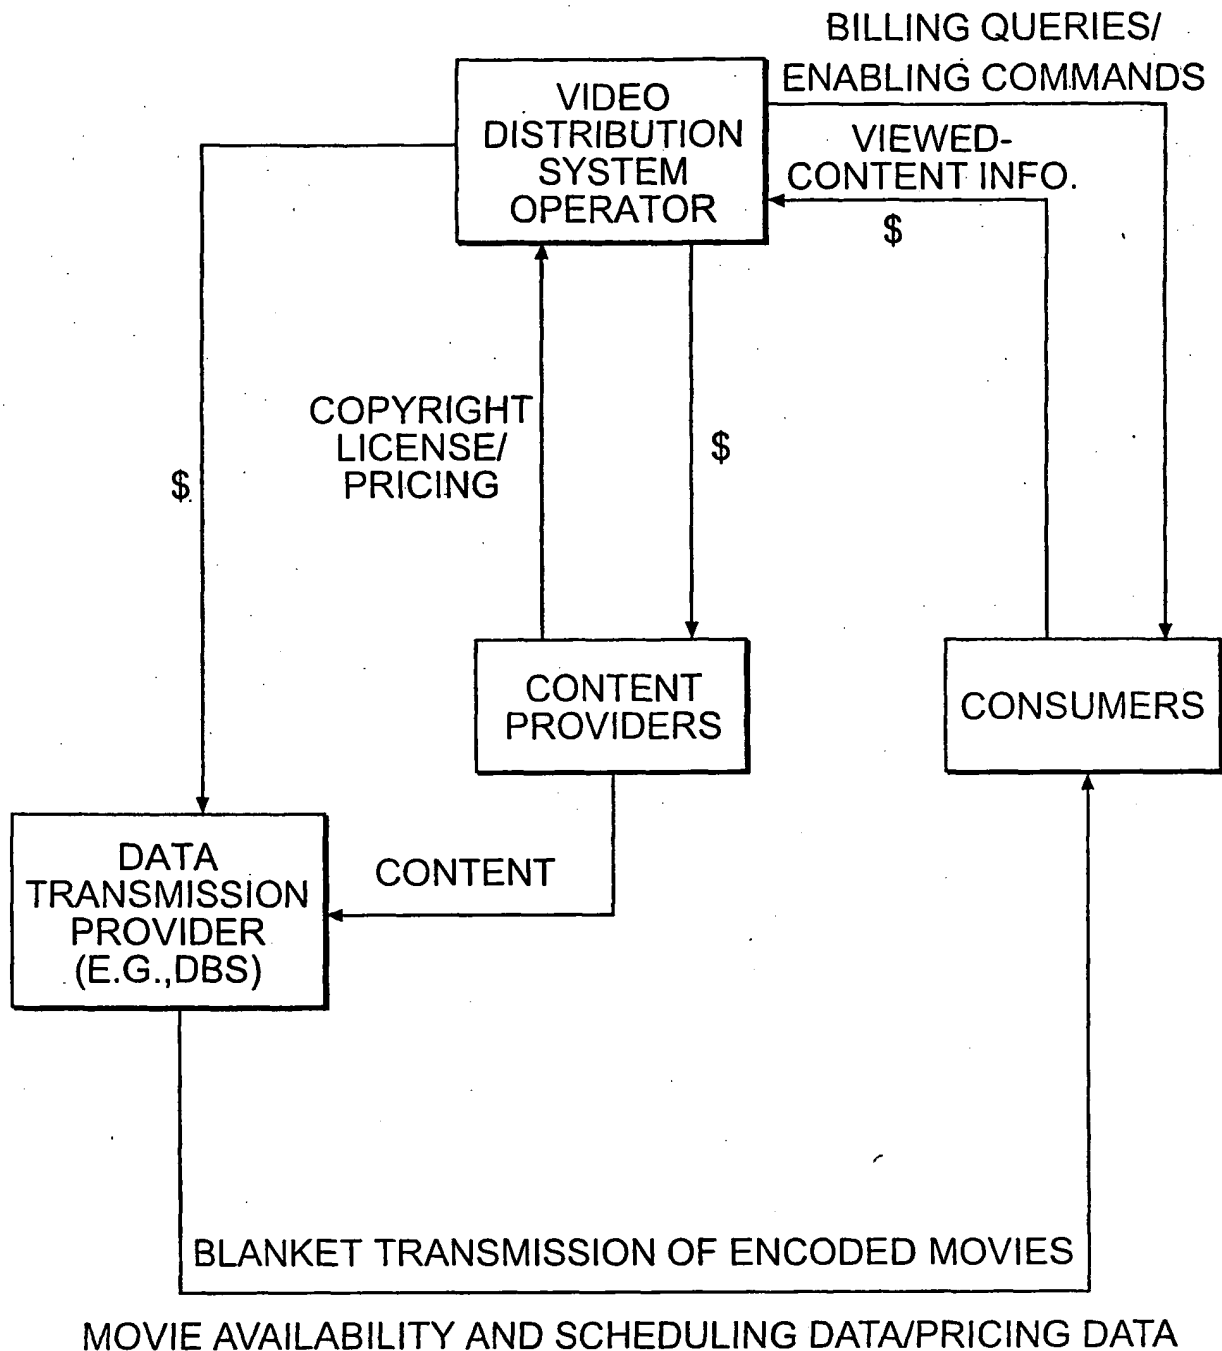 BILLING QUERIES/
ENABLING COMMANDS
VIDEO
DISTRIBUTION
SYSTEM
OPERATOR
VIEWED-
CONTENT INFO.
$
COPYRIGHT
LICENSE/
PRICING
$
$
CONTENT
PROVIDERS
CONSUMERS
DATA
TRANSMISSION
PROVIDER
(E.G.,DBS)
CONTENT
BLANKET TRANSMISSION OF ENCODED MOVIES
MOVIE AVAILABILITY AND SCHEDULING DATA/PRICING DATA